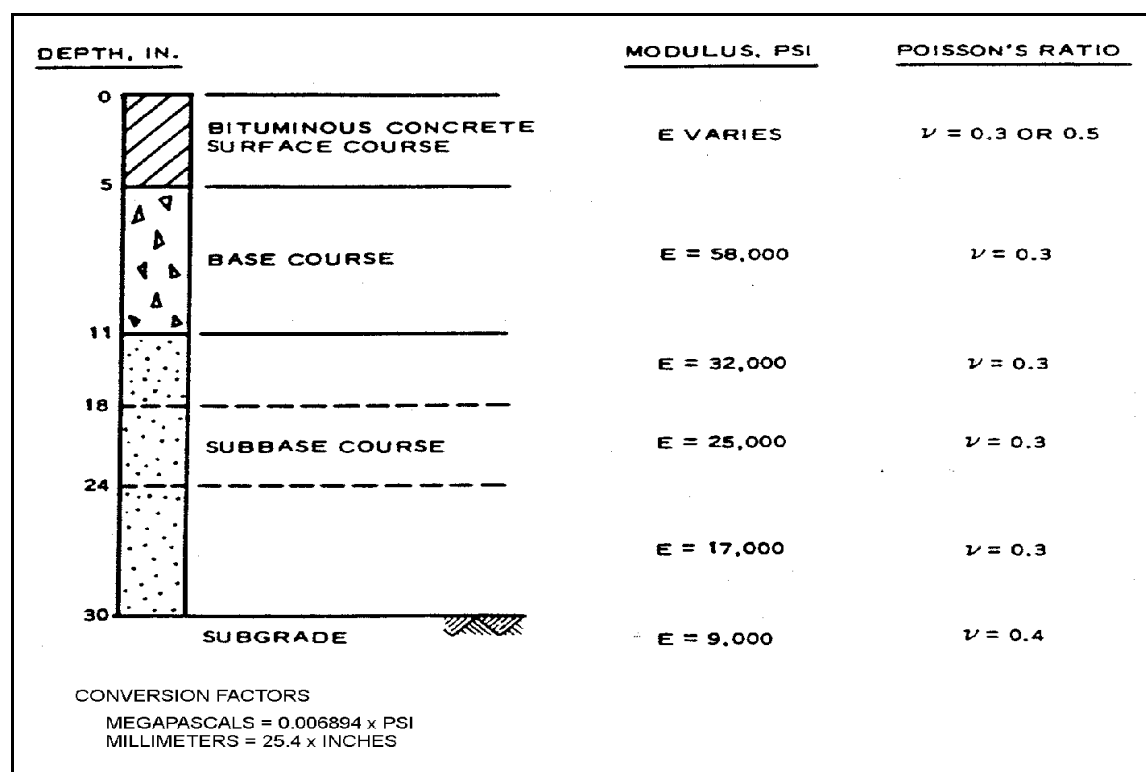 DEPTH, IN. MODULUS, PSI POISSON'S RATIO
0
BITUMINOUS CONCRETE
SURFACE COURSE E VARIES ν = 0.3 OR 0.5
5
BASE COURSE E = 58,000 ν = 0.3
11
E = 32,000 ν = 0.3
18
SUBBASE COURSE E = 25,000 ν = 0.3
24
E = 17,000 ν = 0.3
30
SUBGRADE E = 9,000 ν = 0.4
CONVERSION FACTORS
MEGAPASCALS = 0.006894 x PSI
MILLIMETERS = 25.4 x INCHES